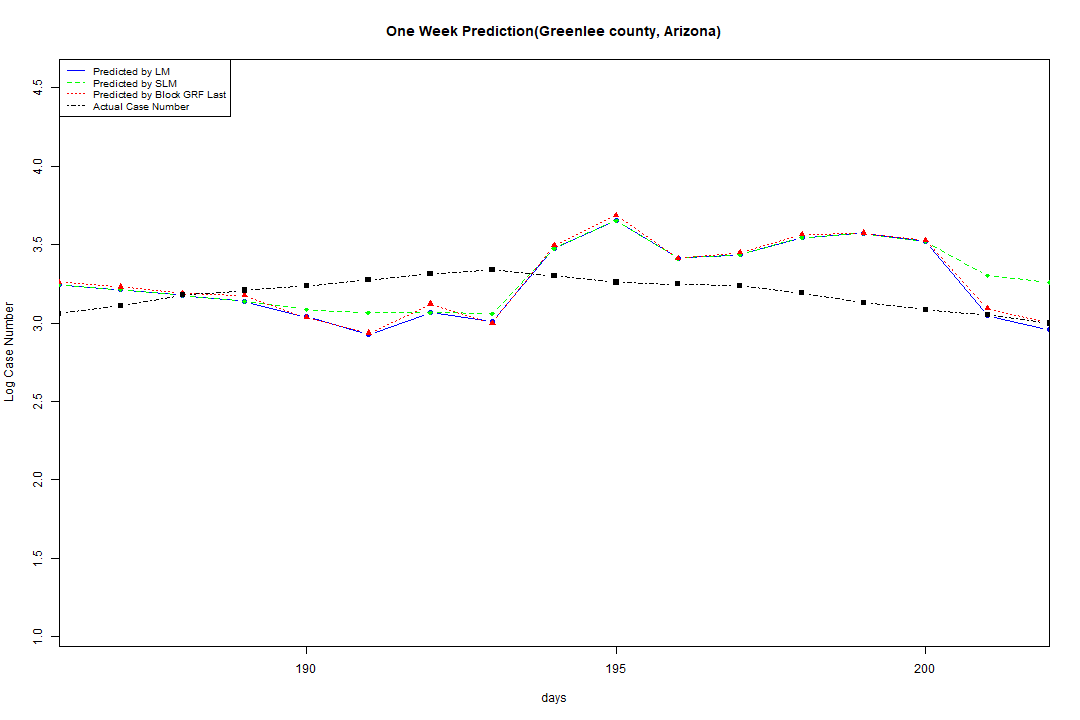 One Week Prediction(Greenlee county, Arizona)
Predicted by LM
Predicted by SLM
Predicted by Block GRF Last
Actual Case Number
4.5
4.0
3.5
3.0
2.5
2.0
1.5
1.0
Log Case Number
190 195 200
days